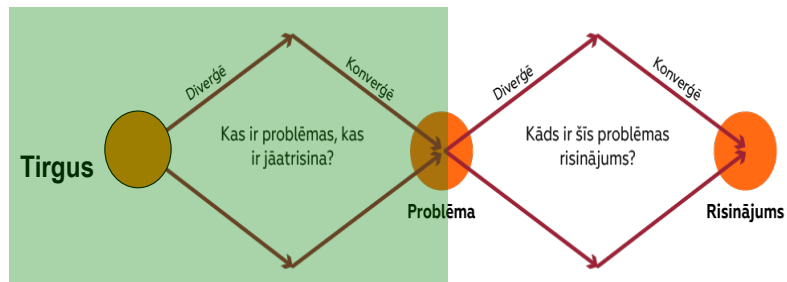 Tirgus
Diverģē
Konverģē
Kas ir problēmas, kas
ir jāatrisina?
Problēma
Diverģē
Konverģē
Kāds ir šīs problēmas
risinājums?
Risinājums